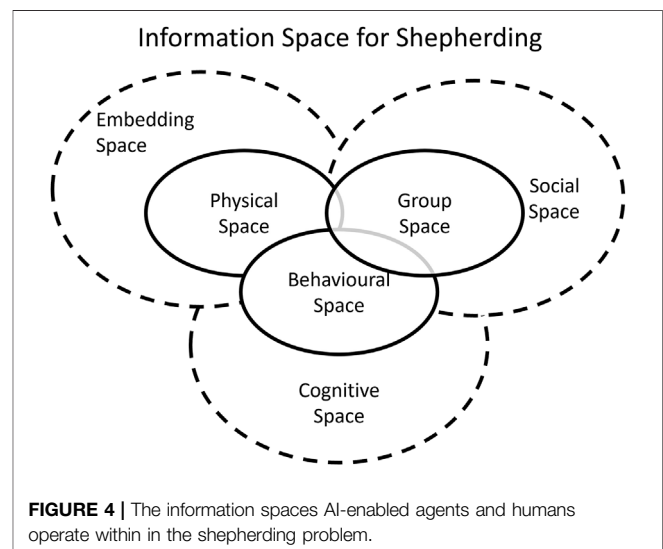 Information Space for Shepherding
Embedding
Space
Physical
Space
Group
Space
Social
Space
Behavioural
Space
Cognitive
Space
FIGURE 4 | The information spaces AI-enabled agents and humans
operate within in the shepherding problem.